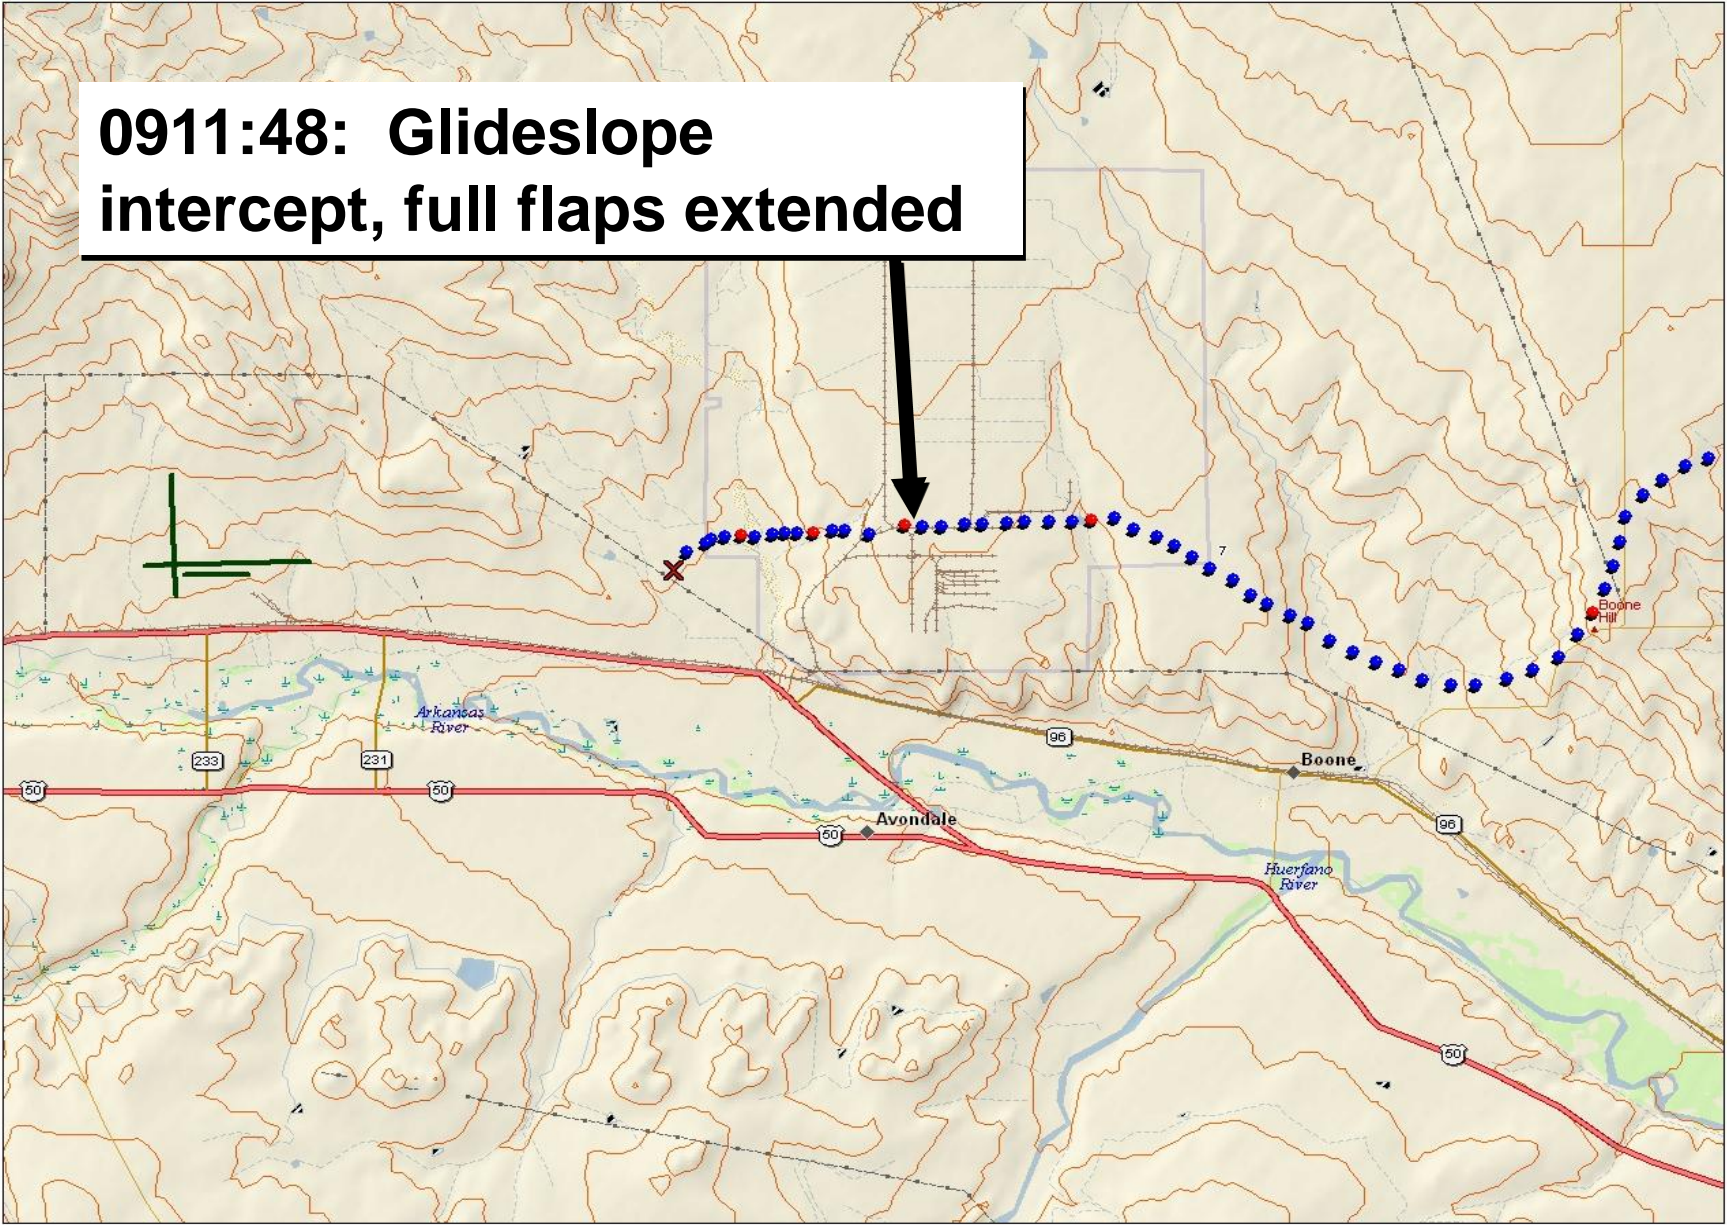 0911:48: Glideslope
intercept, full flaps extended
7
Boone
Hill
Arkansas
River
233
231
96
Boone
50
50
Avondale
50
96
Huerfano
River
50